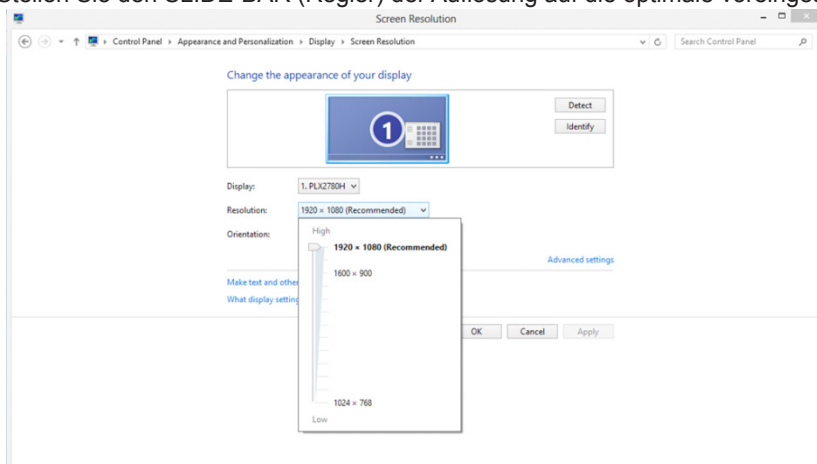 Stellen Sie den SLIDE-BAR (Regler) der Auflösung auf die optimale
Screen Resolution
Control Panel ▸ Appearance and Personalization ▸ Display ▸ Screen Resolution
Search Control Panel
Change the appearance of your display
1
Detect
Identify
Display: 1. PLX2780H
Resolution: 1920 × 1080 (Recommended)
Orientation:
High
1920 × 1080 (Recommended)
1600 × 900
1024 × 768
Low
Advanced settings
Make text and other
What display setting
OK Cancel Apply